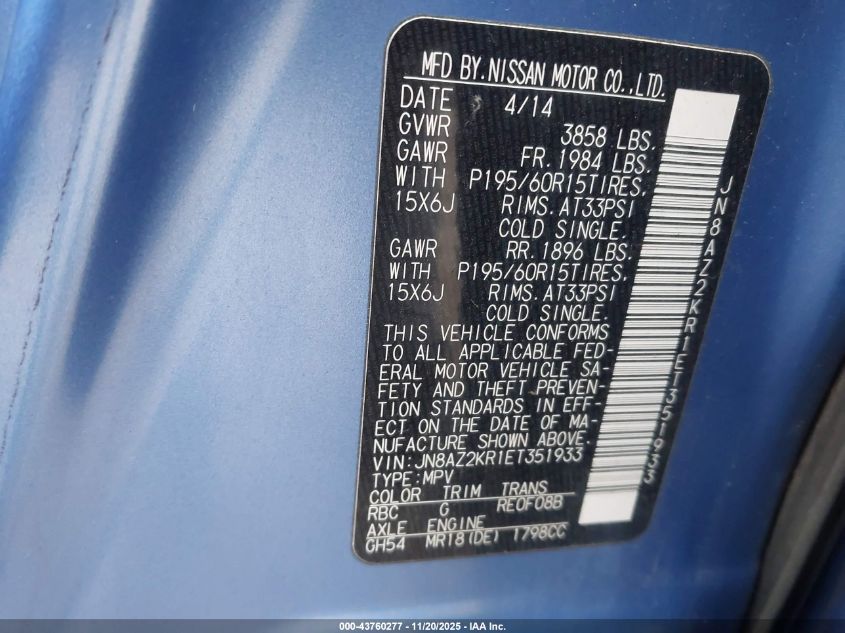 MFD BY. NISSAN MOTOR CO., LTD.
DATE 4/14
GVWR 3858 LBS.
GAWR FR. 1984 LBS.
WITH P195/60R15TIRES,
15X6J RIMS. AT33PSI
COLD SINGLE.
GAWR RR. 1896 LBS.
WITH P195/60R15TIRES,
15X6J RIMS. AT33PSI
COLD SINGLE.
THIS VEHICLE CONFORMS
TO ALL APPLICABLE FED-
ERAL MOTOR VEHICLE SA-
FETY AND THEFT PREVEN-
TION STANDARDS IN EFF-
ECT ON THE DATE OF MA-
NUFACTURE SHOWN ABOVE.
VIN:JN8AZ2KR1ET351933
TYPE:MPV
COLOR TRIM TRANS
RBC G RE0F08B
AXLE ENGINE
GH54 MR18(DE) 1798CC
JN8AZ2KR1ET351933
000-43760277 - 11/20/2025 - IAA Inc.